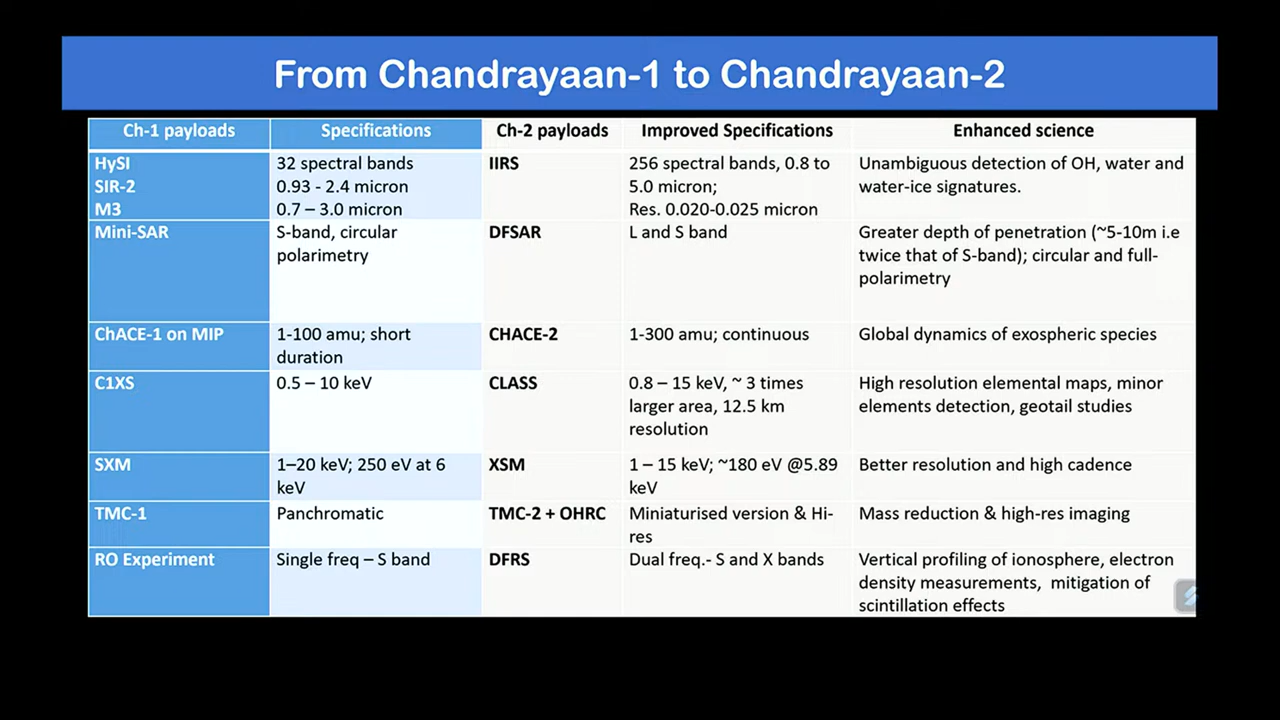 From Chandrayaan-1 to Chandrayaan-2
Ch-1 payloads
Specifications
Ch-2 payloads
Improved Specifications
Enhanced science
HySI
SIR-2
M3
32 spectral bands
0.93 - 2.4 micron
0.7 – 3.0 micron
IIRS
256 spectral bands, 0.8 to
5.0 micron;
Res. 0.020-0.025 micron
Unambiguous detection of OH, water and
water-ice signatures.
Mini-SAR
S-band, circular
polarimetry
DFSAR
L and S band
Greater depth of penetration (~5-10m i.e
twice that of S-band); circular and full-
polarimetry
ChACE-1 on MIP
1-100 amu; short
duration
CHACE-2
1-300 amu; continuous
Global dynamics of exospheric species
C1XS
0.5 – 10 keV
CLASS
0.8 – 15 keV, ~ 3 times
larger area, 12.5 km
resolution
High resolution elemental maps, minor
elements detection, geotail studies
SXM
1–20 keV; 250 eV at 6
keV
XSM
1 – 15 keV; ~180 eV @5.89
keV
Better resolution and high cadence
TMC-1
Panchromatic
TMC-2 + OHRC
Miniaturised version & Hi-
res
Mass reduction & high-res imaging
RO Experiment
Single freq – S band
DFRS
Dual freq.- S and X bands
Vertical profiling of ionosphere, electron
density measurements,  mitigation of
scintillation effects